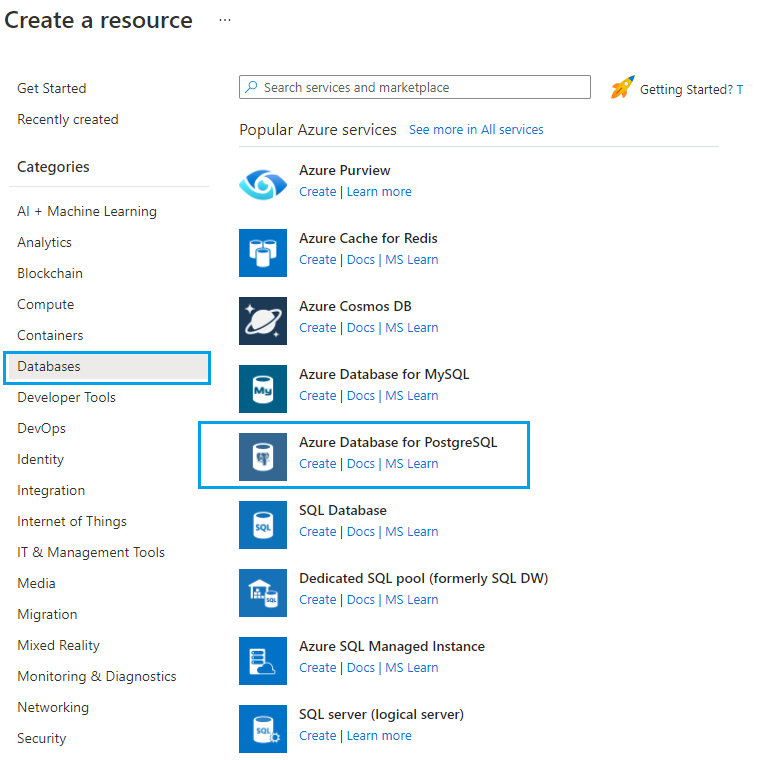 Create a resource ...
Get Started
Recently created
Categories
AI + Machine Learning
Analytics
Blockchain
Compute
Containers
Databases
Developer Tools
DevOps
Identity
Integration
Internet of Things
IT & Management Tools
Media
Migration
Mixed Reality
Monitoring & Diagnostics
Networking
Security
Search services and marketplace
Getting Started? T
Popular Azure services See more in All services
Azure Purview
Create | Learn more
Azure Cache for Redis
Create | Docs | MS Learn
Azure Cosmos DB
Create | Docs | MS Learn
My
Azure Database for MySQL
Create | Docs | MS Learn
Azure Database for PostgreSQL
Create | Docs | MS Learn
SQL
SQL Database
Create | Docs | MS Learn
SQL
Dedicated SQL pool (formerly SQL DW)
Create | Docs | MS Learn
Azure SQL Managed Instance
Create | Docs | MS Learn
SQL
SQL server (logical server)
Create | Learn more